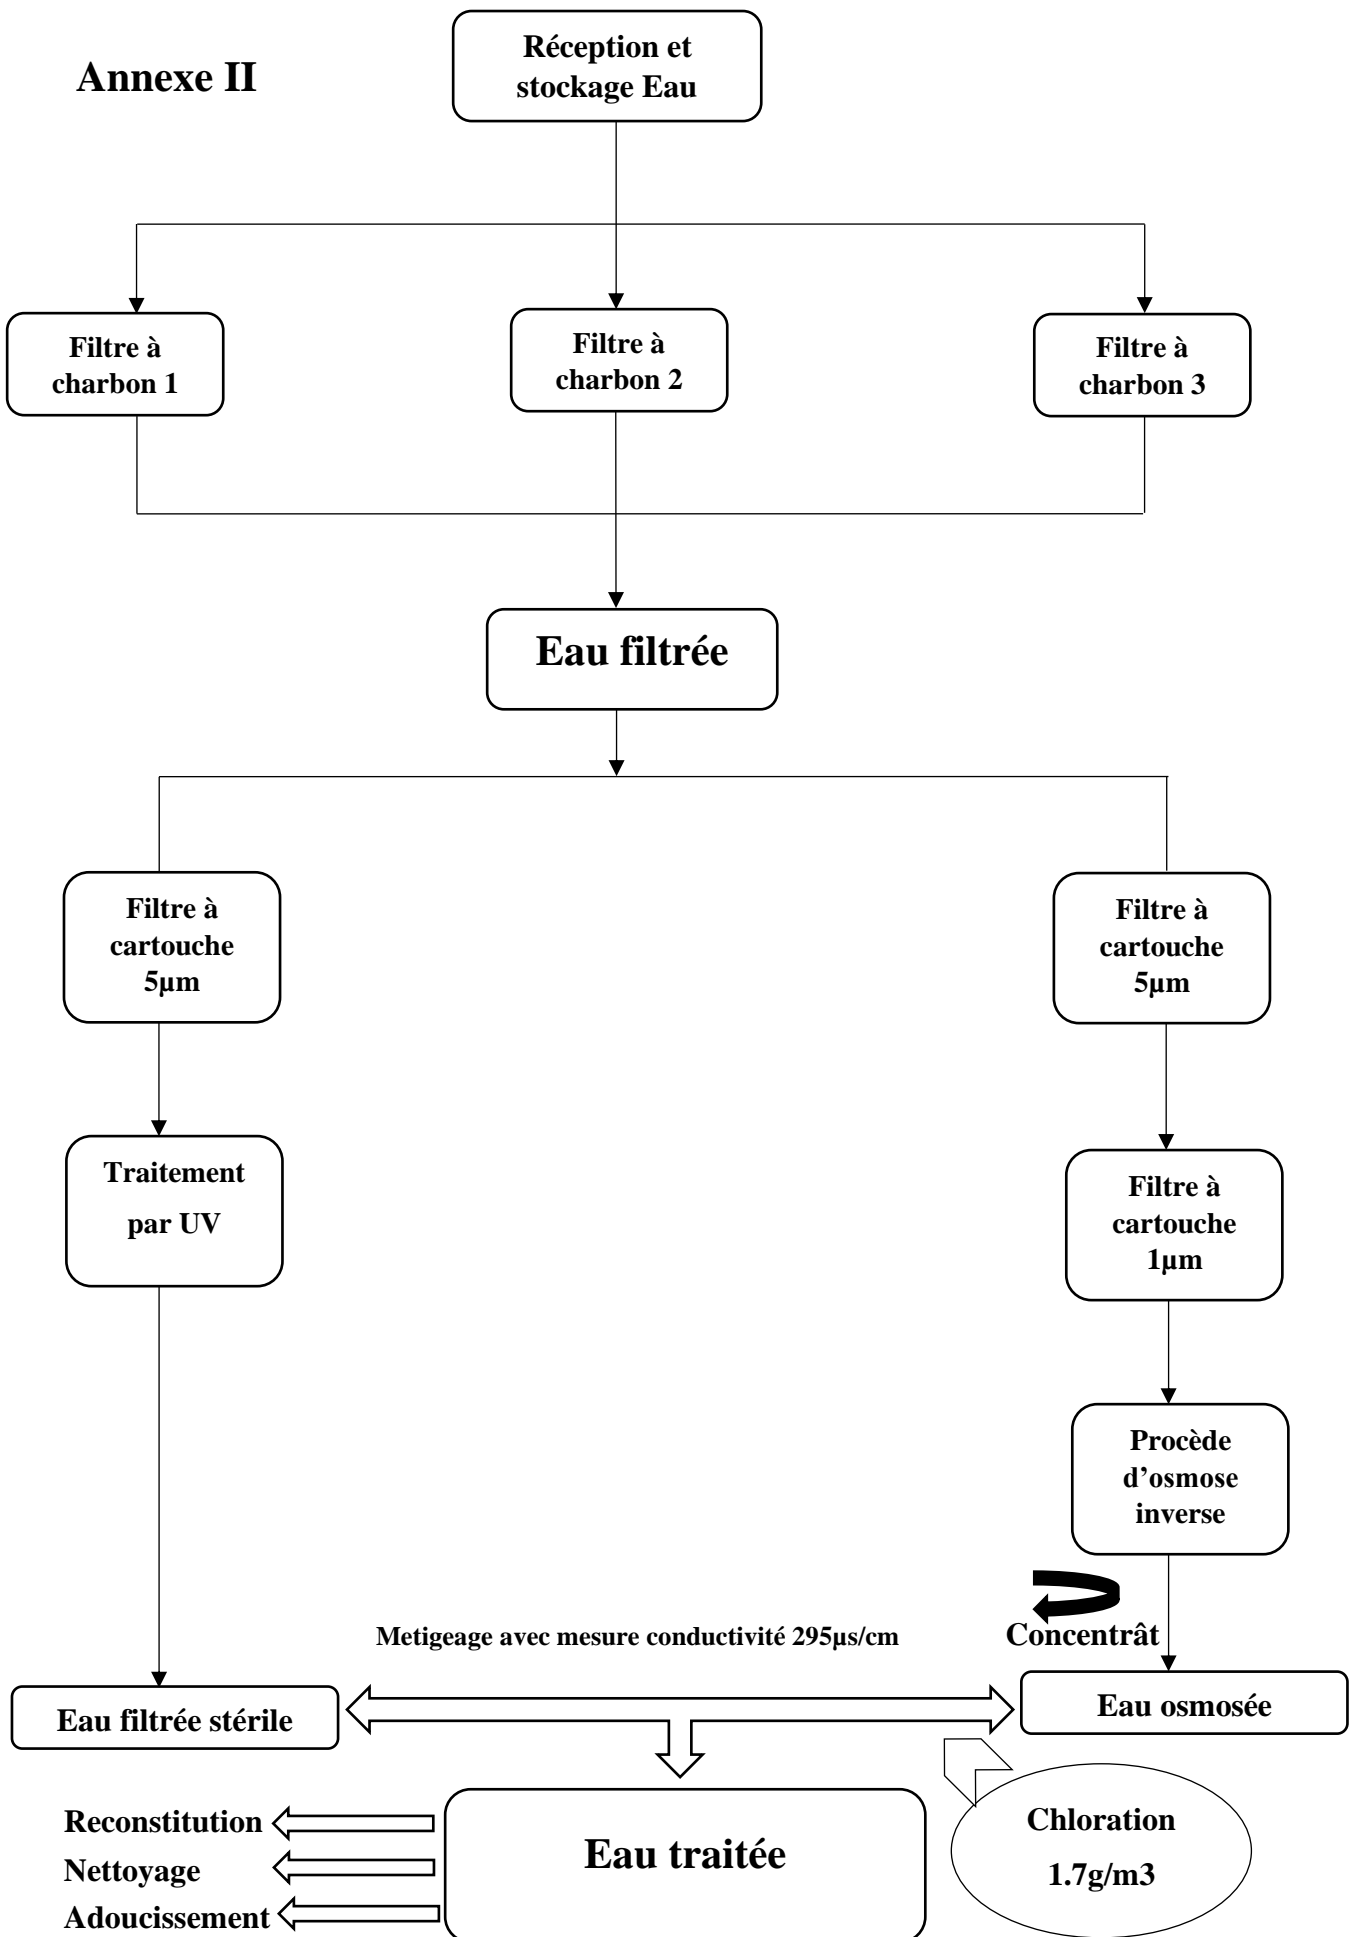 Annexe II
Réception et
stockage Eau
Filtre à
charbon 1
Filtre à
charbon 2
Filtre à
charbon 3
Eau filtrée
Filtre à
cartouche
5µm
Filtre à
cartouche
5µm
Traitement
par UV
Filtre à
cartouche
1µm
Procède
d’osmose
inverse
Metigeage avec mesure conductivité 295µs/cm
Concentrât
Eau filtrée stérile
Eau osmosée
Reconstitution
Nettoyage
Adoucissement
Eau traitée
Chloration
1.7g/m3